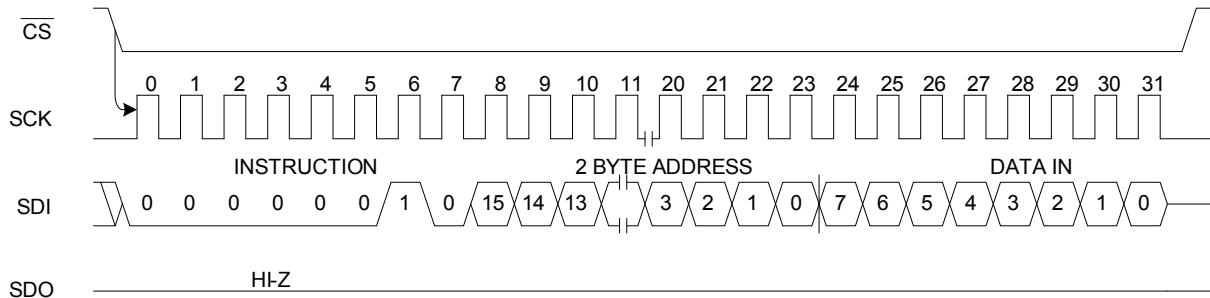 CS
0 1 2 3 4 5 6 7 8 9 10 11 20 21 22 23 24 25 26 27 28 29 30 31
SCK
INSTRUCTION 2 BYTE ADDRESS DATA IN
SDI 0 0 0 0 0 0 1 0 15 14 13 3 2 1 0 7 6 5 4 3 2 1 0
HI-Z
SDO